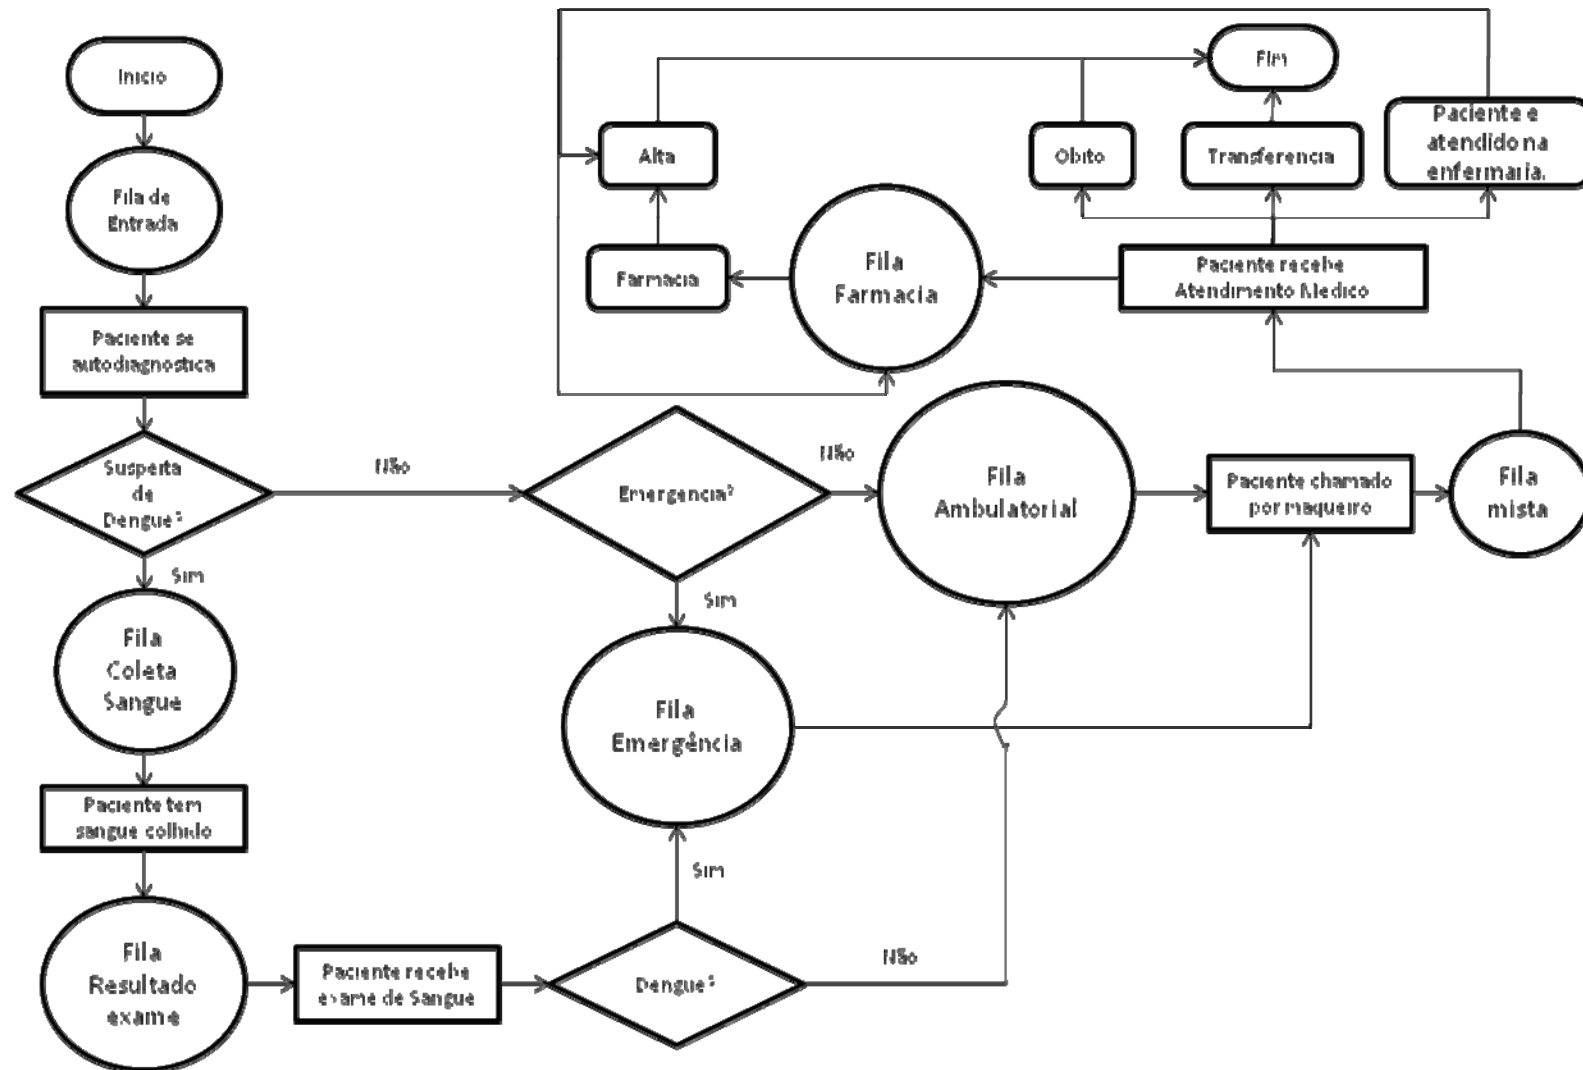 Inicio
Fila de
Entrada
Paciente se
autodiagnostica
Suspeita
de
Dengue?
Não
Sim
Fila
Coleta
Sangue
Paciente tem
sangue colhido
Fila
Resultado
exame
Paciente recebe
exame de Sangue
Dengue?
Sim
Não
Emergencia?
Não
Sim
Fila
Emergência
Fila
Ambulatorial
Paciente chamado
por maqueiro
Fila
mista
Paciente recebe
Atendimento Medico
Fila
Farmacia
Farmacia
Alta
Obito
Transferencia
Paciente e
atendido na
enfermaria.
Fim